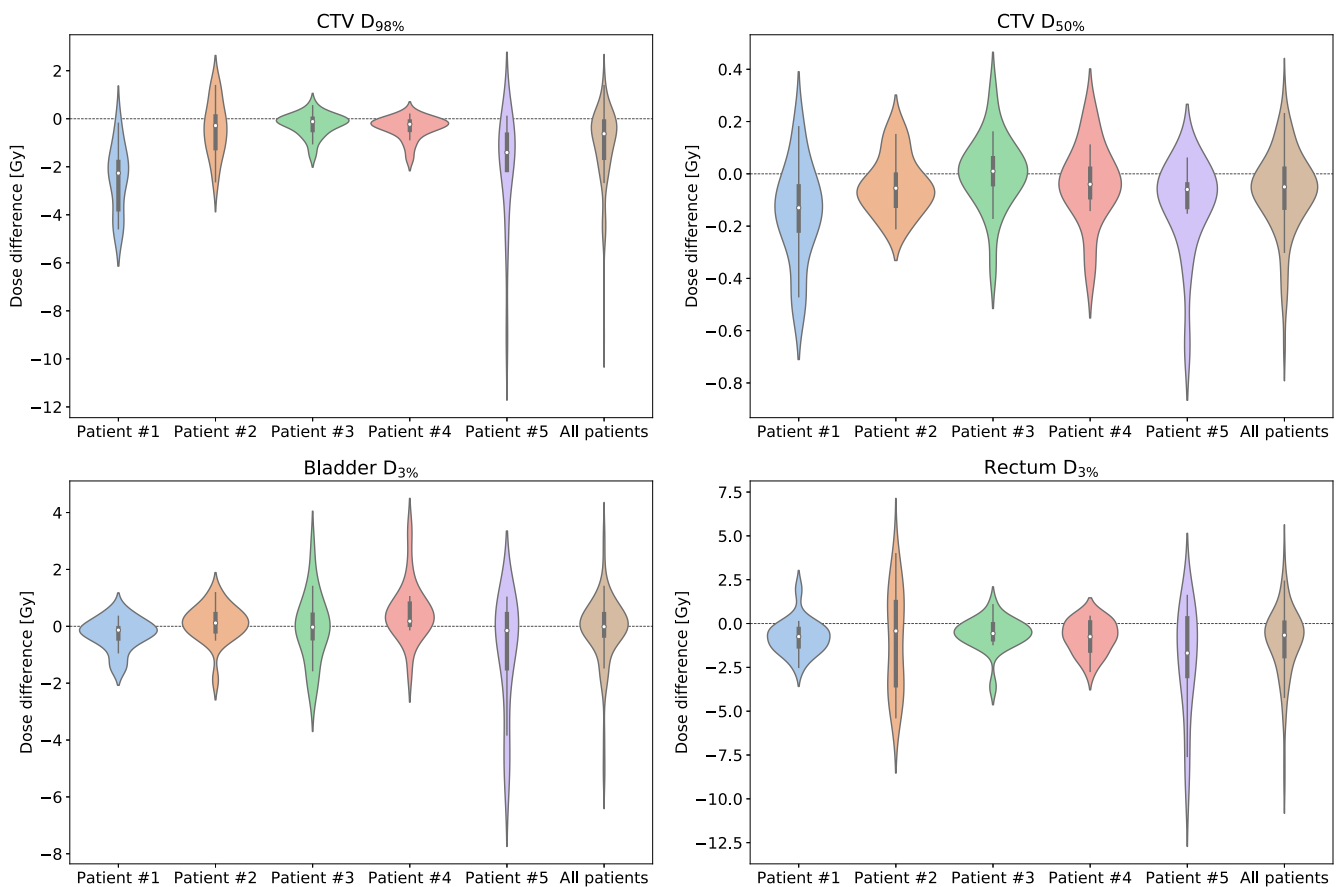 CTV D98%
Dose difference [Gy]
2
0
−2
−4
−6
−8
−10
−12
Patient #1 Patient #2 Patient #3 Patient #4 Patient #5 All patients
CTV D50%
Dose difference [Gy]
0.4
0.2
0.0
−0.2
−0.4
−0.6
−0.8
Patient #1 Patient #2 Patient #3 Patient #4 Patient #5 All patients
Bladder D3%
Dose difference [Gy]
4
2
0
−2
−4
−6
−8
Patient #1 Patient #2 Patient #3 Patient #4 Patient #5 All patients
Rectum D3%
Dose difference [Gy]
7.5
5.0
2.5
0.0
−2.5
−5.0
−7.5
−10.0
−12.5
Patient #1 Patient #2 Patient #3 Patient #4 Patient #5 All patients